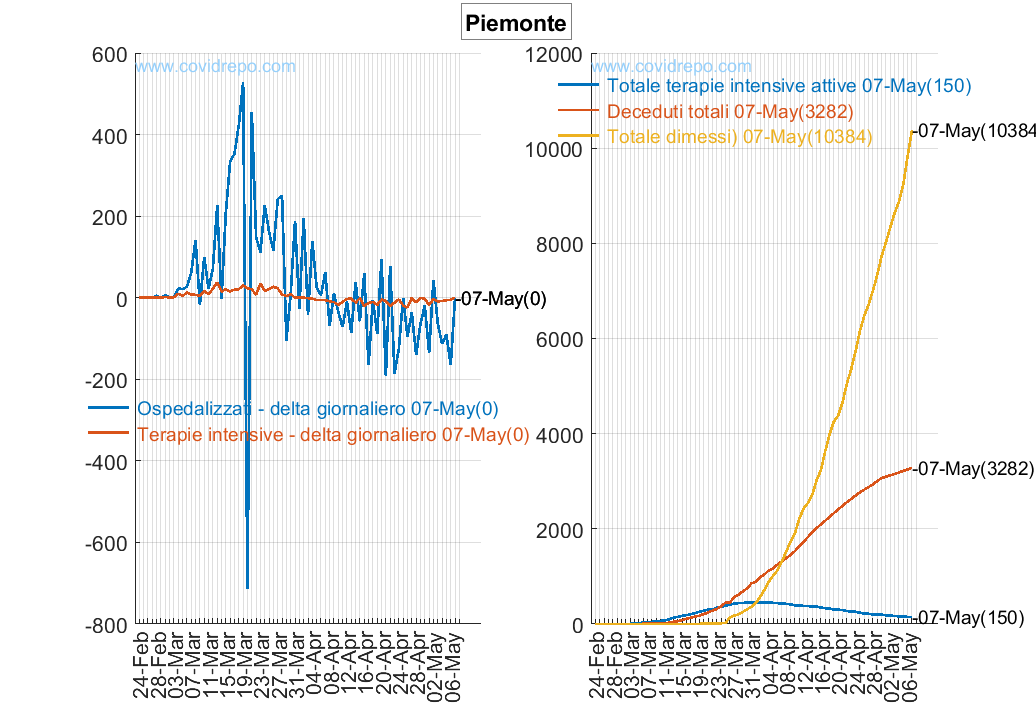 Piemonte
600
400
200
0
-200
-400
-600
-800
www.covidrepo.com
-07-May(0)
Ospedalizzati - delta giornaliero 07-May(0)
Terapie intensive - delta giornaliero 07-May(0)
24-Feb
28-Feb
03-Mar
07-Mar
11-Mar
15-Mar
19-Mar
23-Mar
27-Mar
31-Mar
04-Apr
08-Apr
12-Apr
16-Apr
20-Apr
24-Apr
28-Apr
02-May
06-May
12000
10000
8000
6000
4000
2000
0
www.covidrepo.com
Totale terapie intensive attive 07-May(150)
Deceduti totali 07-May(3282)
Totale dimessi) 07-May(10384)
-07-May(10384
-07-May(3282)
-07-May(150)
24-Feb
28-Feb
03-Mar
07-Mar
11-Mar
15-Mar
19-Mar
23-Mar
27-Mar
31-Mar
04-Apr
08-Apr
12-Apr
16-Apr
20-Apr
24-Apr
28-Apr
02-May
06-May